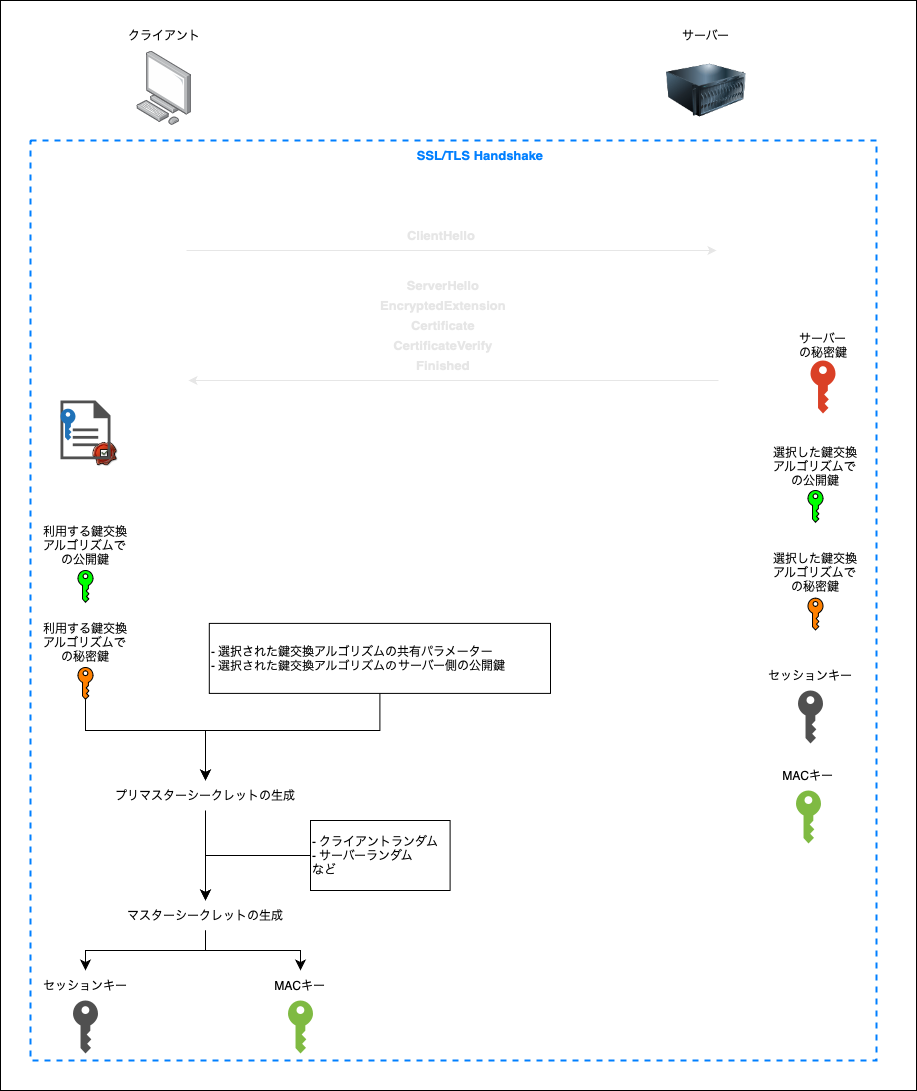 クライアント
サーバー
SSL/TLS Handshake
ClientHello
ServerHello
EncryptedExtension
Certificate
CertificateVerify
Finished
サーバー
の秘密鍵
選択した鍵交換
アルゴリズムで
の公開鍵
利用する鍵交換
アルゴリズムで
の公開鍵
選択した鍵交換
アルゴリズムで
の秘密鍵
利用する鍵交換
アルゴリズムで
の秘密鍵
- 選択された鍵交換アルゴリズムの共有パラメーター
- 選択された鍵交換アルゴリズムのサーバー側の公開鍵
セッションキー
MACキー
プリマスターシークレットの生成
- クライアントランダム
- サーバーランダム
など
マスターシークレットの生成
セッションキー
MACキー